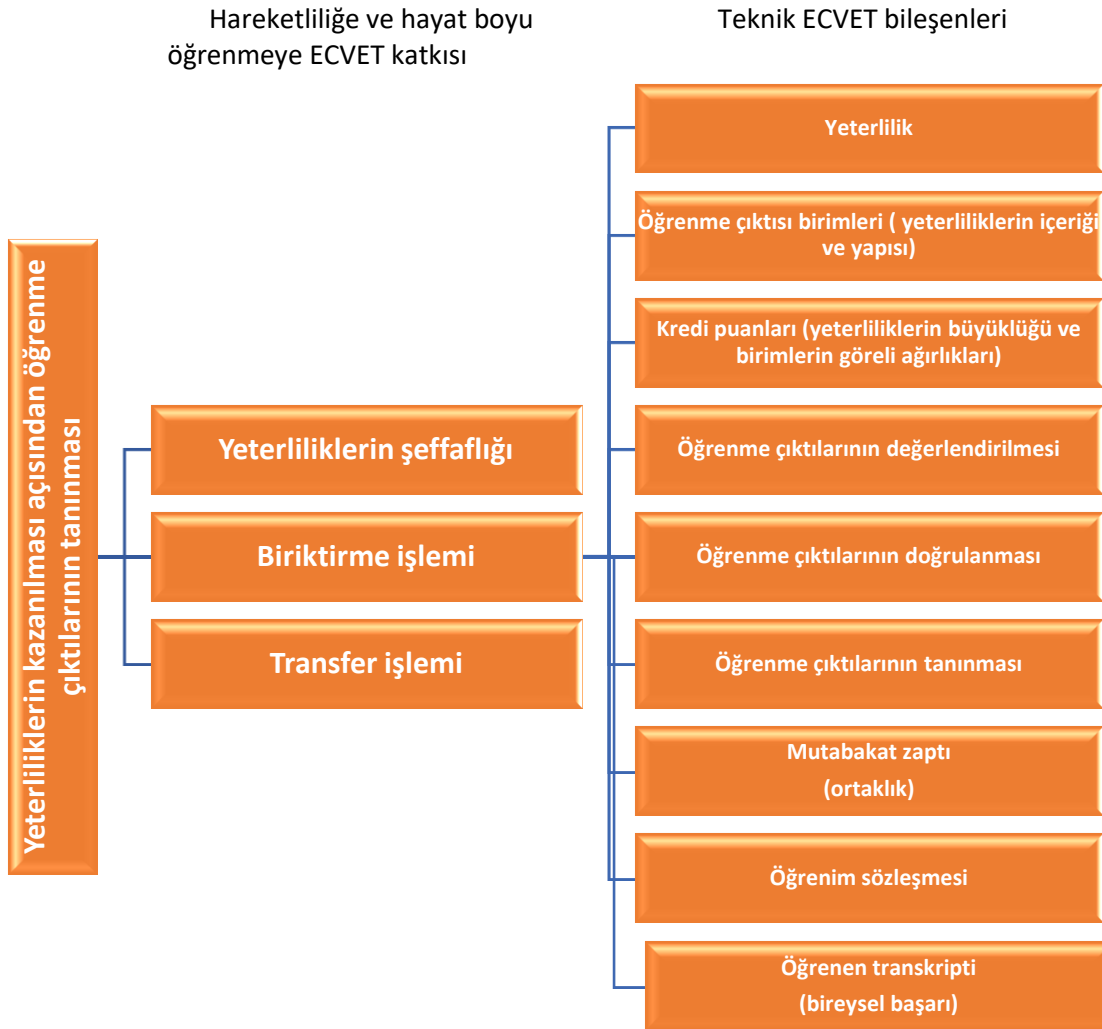 Hareketliliğe ve hayat boyu
öğrenmeye ECVET katkısı
Teknik ECVET bileşenleri
Yeterliliklerin kazanılması açısından öğrenme
çıktılarının tanınması
Yeterliliklerin şeffaflığı
Biriktirme işlemi
Transfer işlemi
Yeterlilik
Öğrenme çıktısı birimleri ( yeterliliklerin içeriği
ve yapısı)
Kredi puanları (yeterliliklerin büyüklüğü ve
birimlerin göreli ağırlıkları)
Öğrenme çıktılarının değerlendirilmesi
Öğrenme çıktılarının doğrulanması
Öğrenme çıktılarının tanınması
Mutabakat zaptı
(ortaklık)
Öğrenim sözleşmesi
Öğrenen transkripti
(bireysel başarı)